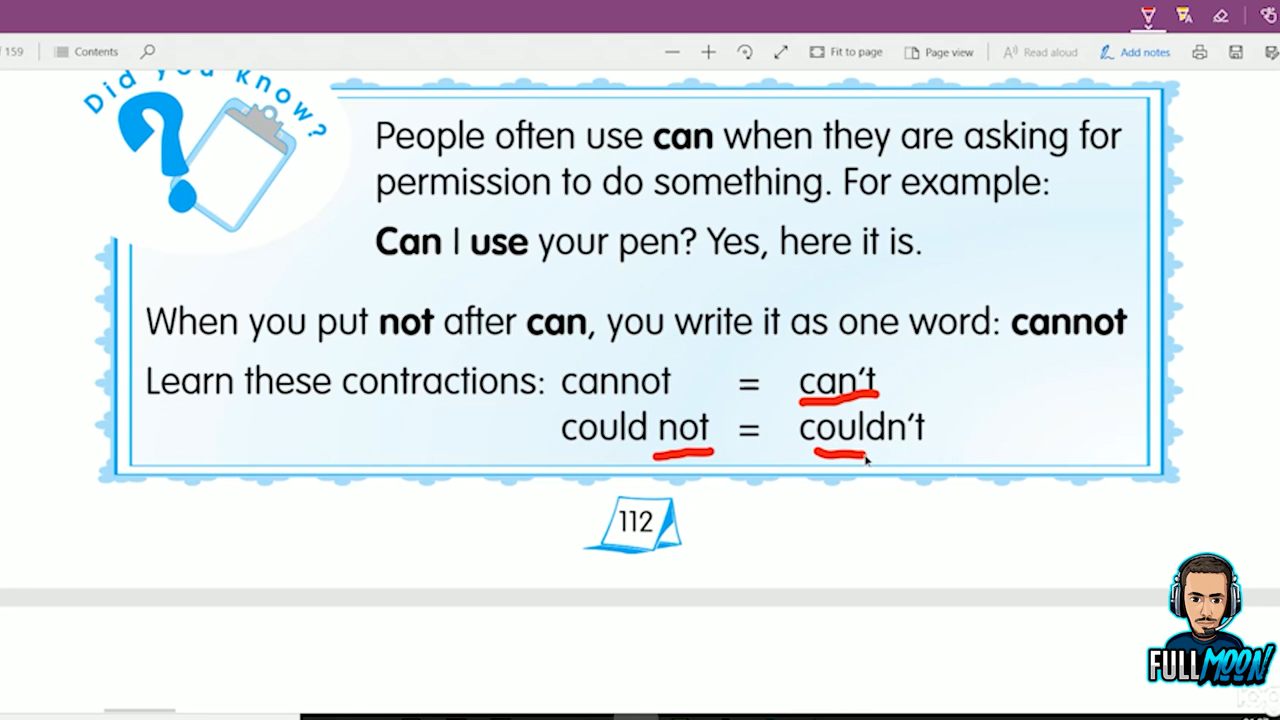 159
Contents
Fit to page
Page view
Read aloud
Add notes
Did you know?
People often use can when they are asking for
permission to do something. For example:
Can I use your pen? Yes, here it is.
When you put not after can, you write it as one word: cannot
Learn these contractions: cannot = can't
could not = couldn't
112
FULL MOON